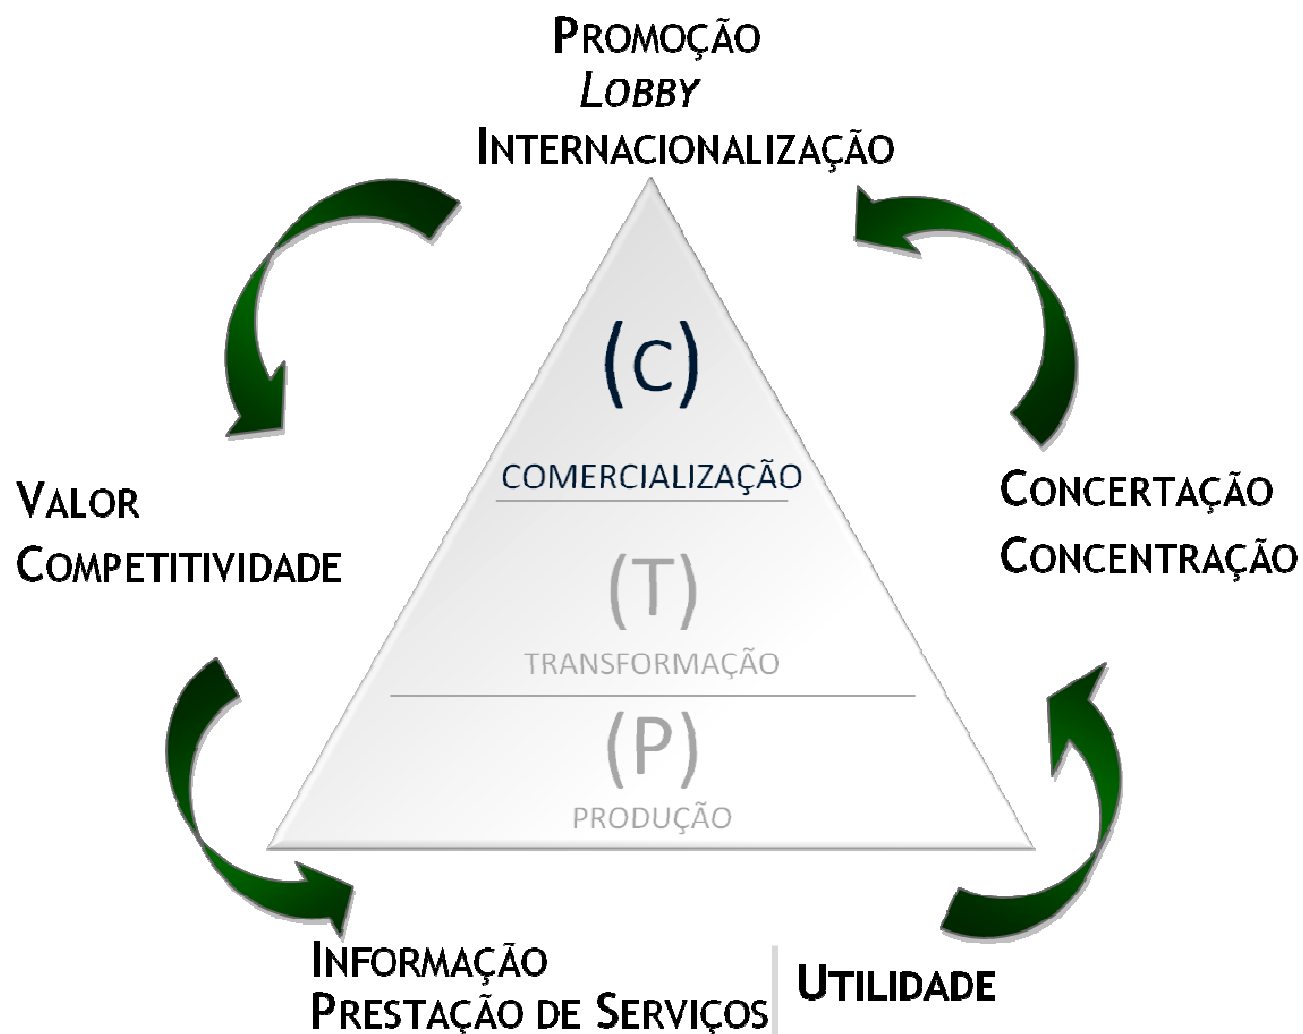 PROMOÇÃO
LOBBY
INTERNACIONALIZAÇÃO
(C)
COMERCIALIZAÇÃO
VALOR
COMPETITIVIDADE
CONCERTAÇÃO
CONCENTRAÇÃO
(T)
TRANSFORMAÇÃO
(P)
PRODUÇÃO
INFORMAÇÃO
PRESTAÇÃO DE SERVIÇOS
UTILIDADE